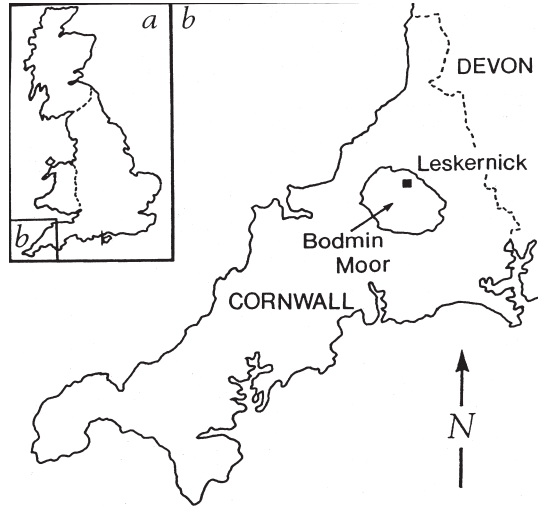 a
b
b
DEVON
Leskernick
Bodmin
Moor
CORNWALL
N